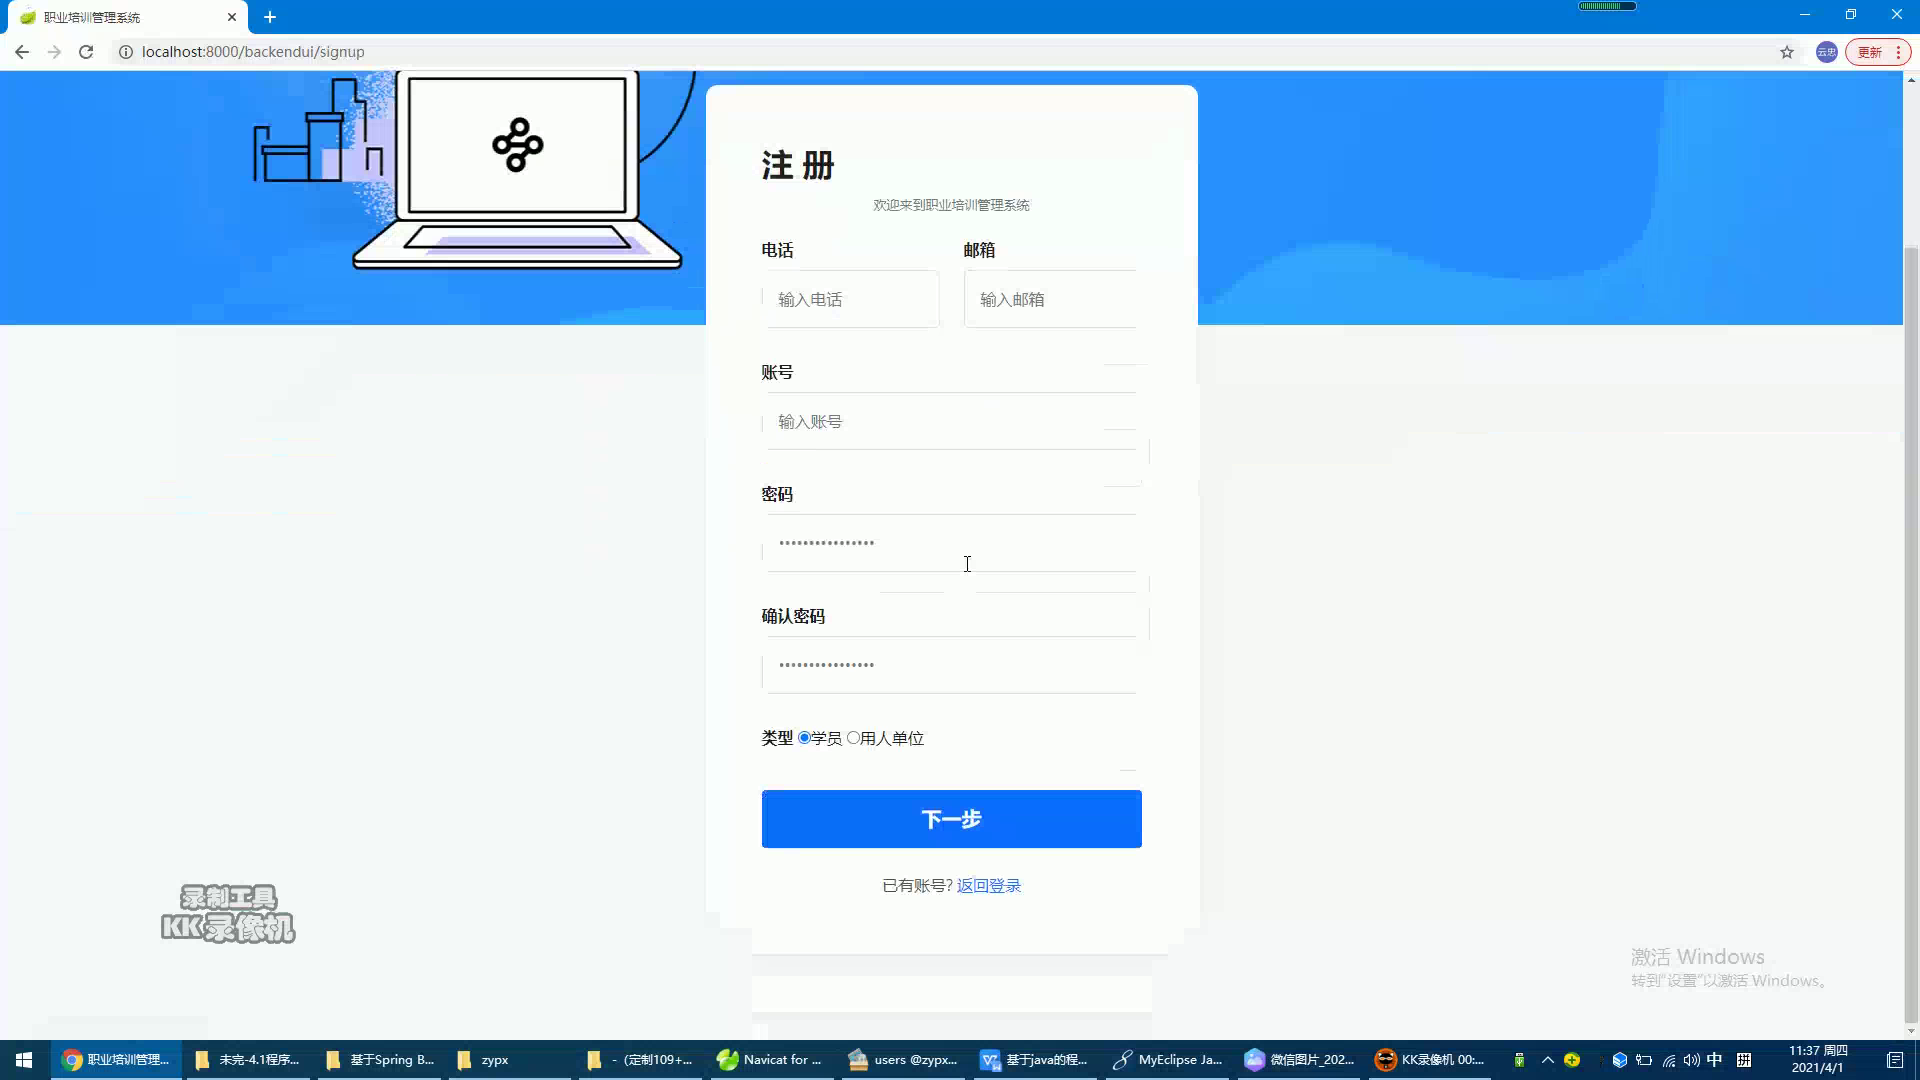 职业培训管理系统
localhost:8000/backendui/signup
云忠
更新
注 册
欢迎来到职业培训管理系统
电话
邮箱
输入电话
输入邮箱
账号
输入账号
密码
确认密码
类型 学员 用人单位
下一步
已有账号? 返回登录
录制工具
KK录像机
激活 Windows
转到“设置”以激活 Windows。
职业培训管理...
未完-4.1程序...
基于Spring B...
zypx
- （定制109+...
Navicat for ...
users @zypx...
基于java的程...
MyEclipse Ja...
微信图片_202...
KK录像机 00:...
中
拼
11:37 周四
2021/4/1